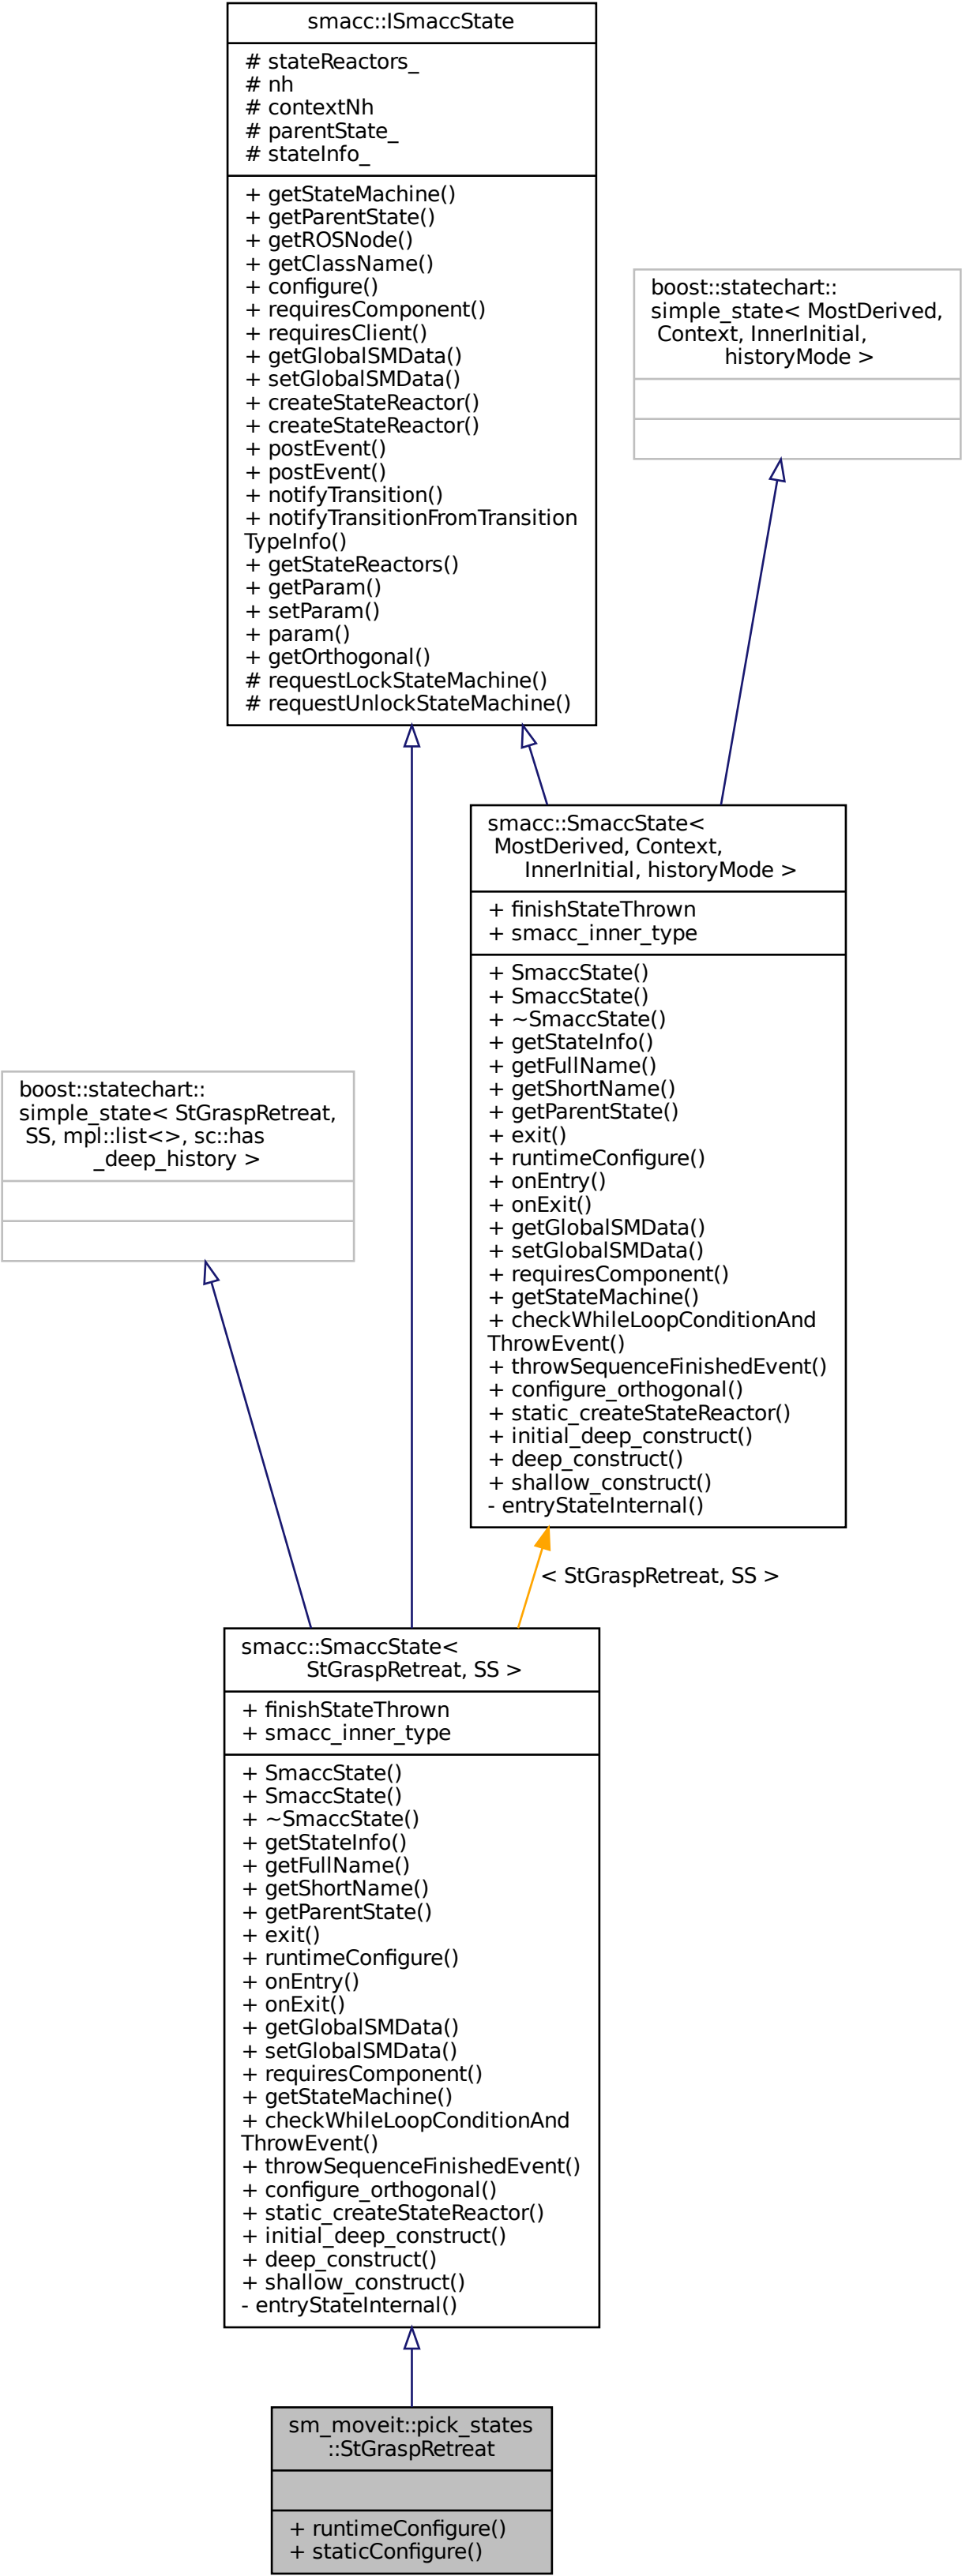 smacc::ISmaccState
# stateReactors_
# nh
# contextNh
# parentState_
# stateInfo_
+ getStateMachine()
+ getParentState()
+ getROSNode()
+ getClassName()
+ configure()
+ requiresComponent()
+ requiresClient()
+ getGlobalSMData()
+ setGlobalSMData()
+ createStateReactor()
+ createStateReactor()
+ postEvent()
+ postEvent()
+ notifyTransition()
+ notifyTransitionFromTransition
TypeInfo()
+ getStateReactors()
+ getParam()
+ setParam()
+ param()
+ getOrthogonal()
# requestLockStateMachine()
# requestUnlockStateMachine()
boost::statechart::
simple_state< MostDerived,
Context, InnerInitial,
historyMode >
smacc::SmaccState<
MostDerived, Context,
InnerInitial, historyMode >
+ finishStateThrown
+ smacc_inner_type
+ SmaccState()
+ SmaccState()
+ ~SmaccState()
+ getStateInfo()
+ getFullName()
+ getShortName()
+ getParentState()
+ exit()
+ runtimeConfigure()
+ onEntry()
+ onExit()
+ getGlobalSMData()
+ setGlobalSMData()
+ requiresComponent()
+ getStateMachine()
+ checkWhileLoopConditionAnd
ThrowEvent()
+ throwSequenceFinishedEvent()
+ configure_orthogonal()
+ static_createStateReactor()
+ initial_deep_construct()
+ deep_construct()
+ shallow_construct()
- entryStateInternal()
boost::statechart::
simple_state< StGraspRetreat,
SS, mpl::list<>, sc::has
_deep_history >
< StGraspRetreat, SS >
smacc::SmaccState<
StGraspRetreat, SS >
+ finishStateThrown
+ smacc_inner_type
+ SmaccState()
+ SmaccState()
+ ~SmaccState()
+ getStateInfo()
+ getFullName()
+ getShortName()
+ getParentState()
+ exit()
+ runtimeConfigure()
+ onEntry()
+ onExit()
+ getGlobalSMData()
+ setGlobalSMData()
+ requiresComponent()
+ getStateMachine()
+ checkWhileLoopConditionAnd
ThrowEvent()
+ throwSequenceFinishedEvent()
+ configure_orthogonal()
+ static_createStateReactor()
+ initial_deep_construct()
+ deep_construct()
+ shallow_construct()
- entryStateInternal()
sm_moveit::pick_states
::StGraspRetreat
+ runtimeConfigure()
+ staticConfigure()